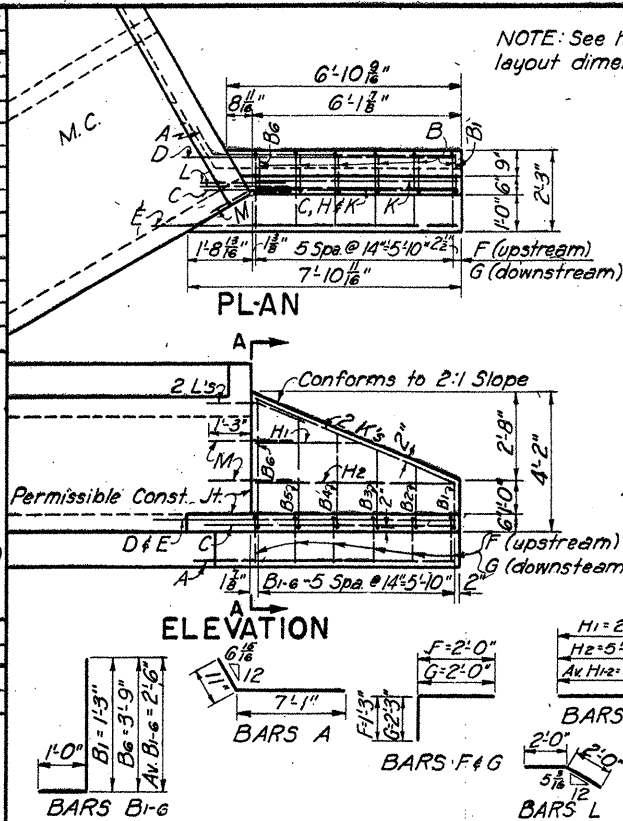 NOTE: See
layout dime
6'-10 9/16"
8 11/16" 6'-1 7/8"
M.C.
A
D
L
C
E
M
B6
B
B1
C, H & K
K
6" 9"
1'-0"
2'-3"
1'-8 13/16" 1 3/8" 5 Spa. @ 14"=5'-10" 2 1/2"
7'-10 11/16"
F (upstream)
G (downstream)
PLAN
A
Conforms to 2:1 Slope
2 L's
1'-3"
2 K's
2"
H1
M
B6
H2
B5 B4 B3 B2 B1
2"
2'-8"
4'-2"
1'-0"
6"
Permissible Const. Jt.
D & E
C
A
F (upstream)
G (downsteam)
1 7/8" B1-6-5 Spa. @ 14"=5'-10" 2"
A
ELEVATION
1'-0"
B1 = 1'-3"
B6 = 3'-9"
Av. B1-6 = 2'-6"
BARS B1-6
6 15/16
12
11"
7'-1"
BARS A
F=2'-0"
G=2'-0"
F=1'-3"
G=2'-3"
BARS F & G
H1 = 2
H2 = 5'-
Av. H1-2 =
BARS
2'-0"
2'-0"
5 3/16
12
BARS L